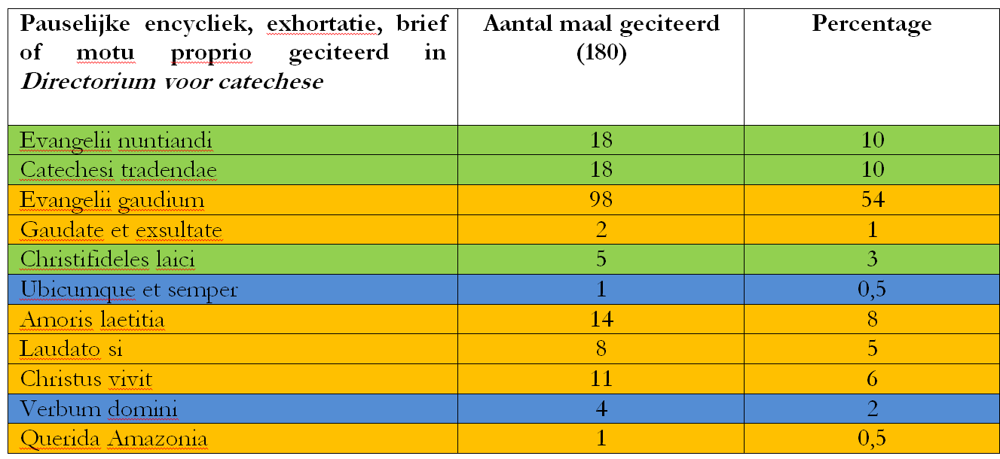 Pauselijke encycliek, exhortatie, brief Aantal maal geciteerd Percentage
of motu proprio geciteerd in (180)
Directorium voor catechese
Evangelii nuntiandi 18 10
Catechesi tradendae 18 10
Evangelii gaudium 98 54
Gaudate et exsultate 2 1
Christifideles laici 5 3
Ubicumque et semper 1 0,5
Amoris laetitia 14 8
Laudato si 8 5
Christus vivit 11 6
Verbum domini 4 2
Querida Amazonia 1 0,5